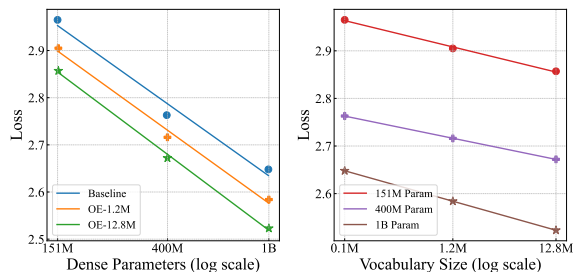 2.9
2.8
2.7
2.6
2.5
Loss
Baseline
OE-1.2M
OE-12.8M
151M
400M
1B
Dense Parameters (log scale)
2.9
2.8
2.7
2.6
Loss
151M Param
400M Param
1B Param
0.1M
1.2M
12.8M
Vocabulary Size (log scale)